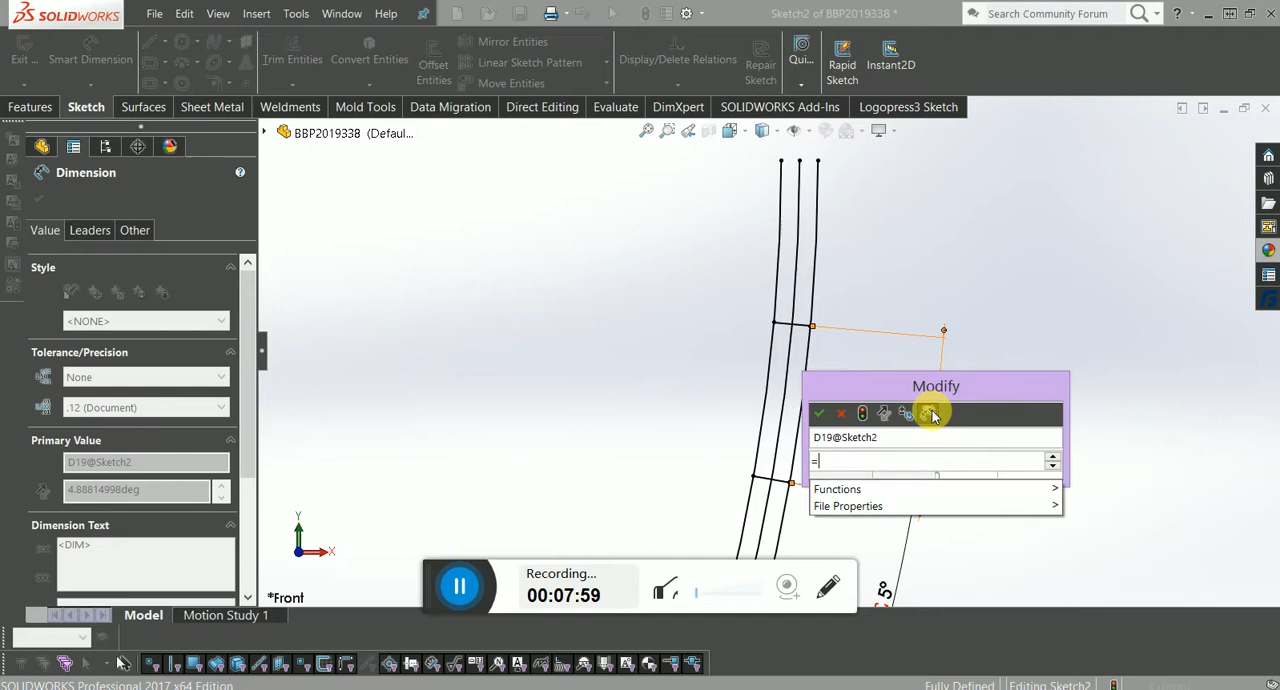 SOLIDWORKS
File Edit View Insert Tools Window Help
Sketch2 of BBP2019338 *
Search Community Forum
Exit ...
Smart Dimension
Trim Entities
Convert Entities
Offset Entities
Mirror Entities
Linear Sketch Pattern
Move Entities
Display/Delete Relations
Repair Sketch
Qui...
Rapid Sketch
Instant2D
Features Sketch Surfaces Sheet Metal Weldments Mold Tools Data Migration Direct Editing Evaluate DimXpert SOLIDWORKS Add-Ins Logopress3 Sketch
BBP2019338 (Defaul...
Dimension
Value Leaders Other
Style
<NONE>
Tolerance/Precision
None
.12 (Document)
Primary Value
D19@Sketch2
4.88814998deg
Dimension Text
<DIM>
Modify
D19@Sketch2
=
Functions
File Properties
5°
Y
X
*Front
Recording...
00:07:59
Model Motion Study 1
SOLIDWORKS Professional 2017 x64 Edition
Fully Defined
Editing Sketch2